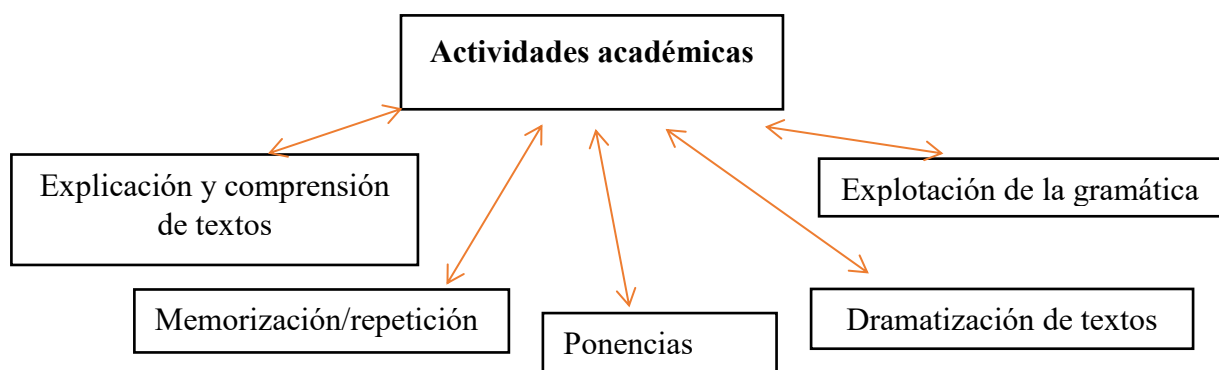 Actividades académicas
Explicación y comprensión
de textos
Explotación de la gramática
Memorización/repetición
Ponencias
Dramatización de textos